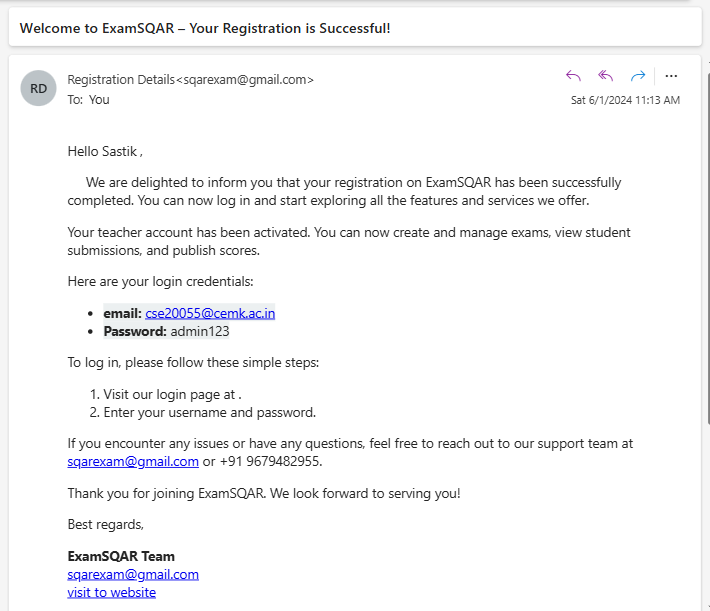 Welcome to ExamSQAR – Your Registration is Successful!
RD
Registration Details<sqarexam@gmail.com>
To: You
Sat 6/1/2024 11:13 AM
Hello Sastik ,
We are delighted to inform you that your registration on ExamSQAR has been successfully
completed. You can now log in and start exploring all the features and services we offer.
Your teacher account has been activated. You can now create and manage exams, view student
submissions, and publish scores.
Here are your login credentials:
• email: cse20055@cemk.ac.in
• Password: admin123
To log in, please follow these simple steps:
1. Visit our login page at .
2. Enter your username and password.
If you encounter any issues or have any questions, feel free to reach out to our support team at
sqarexam@gmail.com or +91 9679482955.
Thank you for joining ExamSQAR. We look forward to serving you!
Best regards,
ExamSQAR Team
sqarexam@gmail.com
visit to website